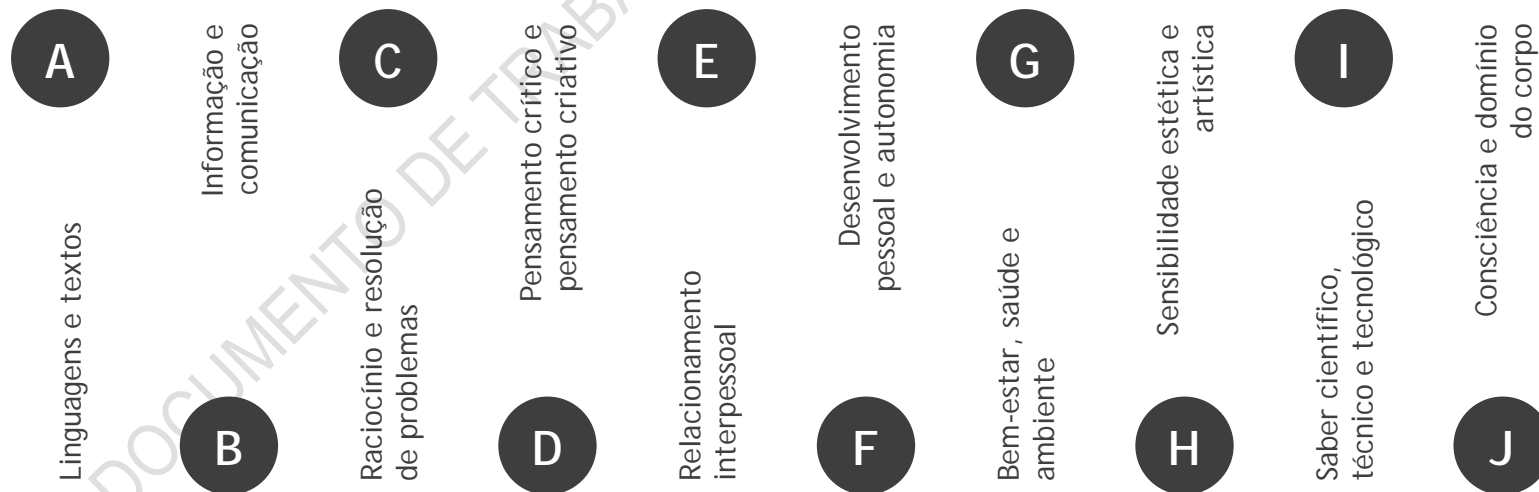 A
Linguagens e textos
Informação e
comunicação
B
C
Raciocínio e resolução
de problemas
Pensamento crítico e
pensamento criativo
D
E
Relacionamento
interpessoal
Desenvolvimento
pessoal e autonomia
F
G
Bem-estar, saúde e
ambiente
Sensibilidade estética e
artística
H
I
Saber científico,
técnico e tecnológico
Consciência e domínio
do corpo
J
DOCUMENTO DE TRABA